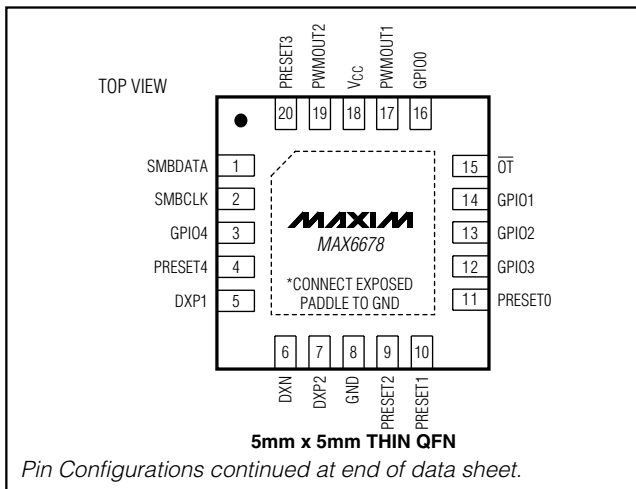 TOP VIEW
PRESET3
PWMOUT2
VCC
PWMOUT1
GPIO0
20 19 18 17 16
SMBDATA 1
SMBCLK 2
GPIO4 3
PRESET4 4
DXP1 5
MAXIM
MAX6678
*CONNECT EXPOSED
PADDLE TO GND
15 O̅T̅
14 GPIO1
13 GPIO2
12 GPIO3
11 PRESET0
6 7 8 9 10
DXN
DXP2
GND
PRESET2
PRESET1
5mm x 5mm THIN QFN
Pin Configurations continued at end of data sheet.